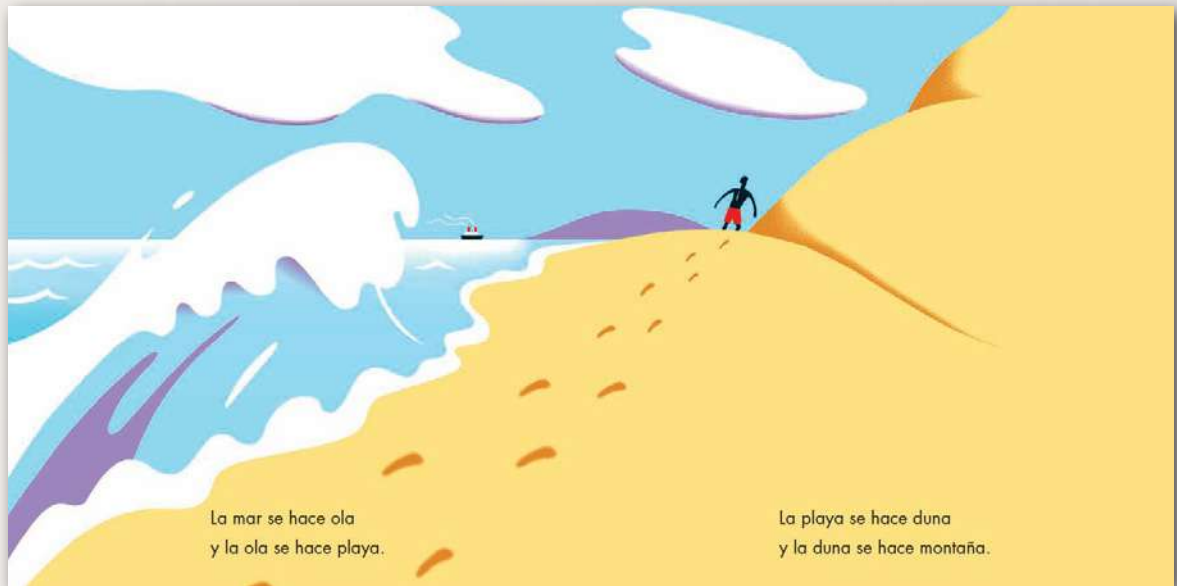 La mar se hace ola
y la ola se hace playa.
La playa se hace duna
y la duna se hace montaña.